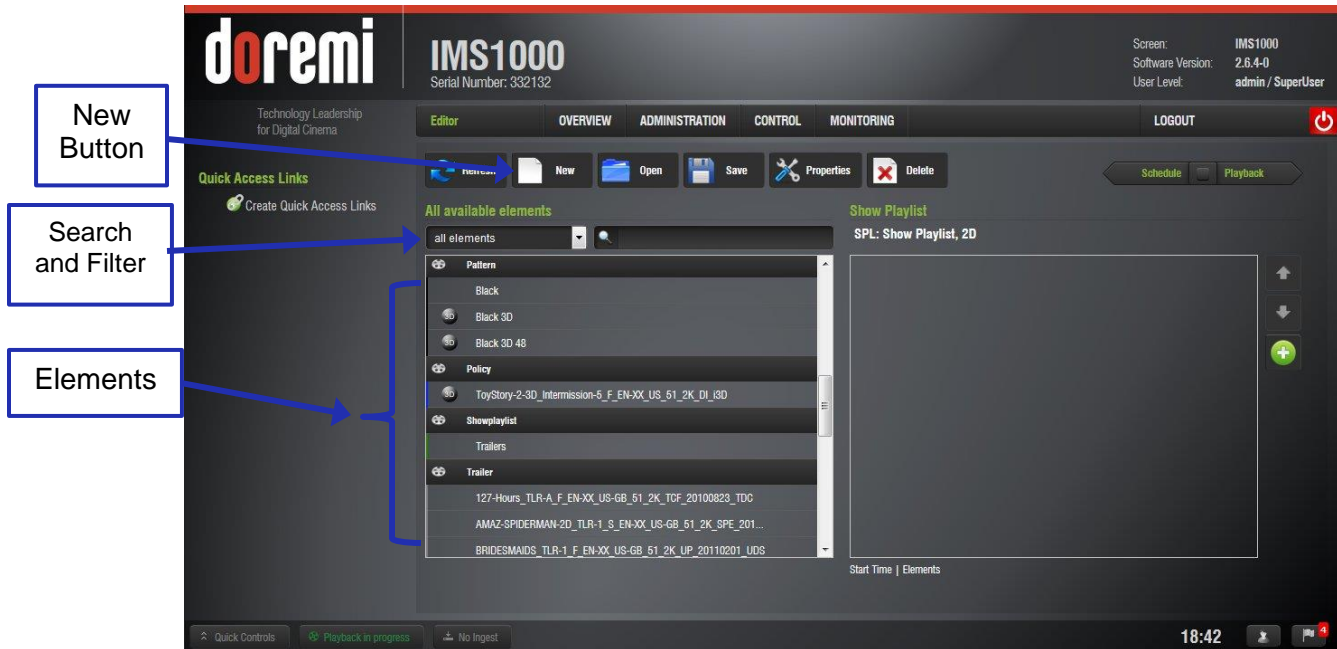 doremi
Technology Leadership
for Digital Cinema
IMS1000
Serial Number: 332132
Screen: IMS1000
Software Version: 2.6.4-0
User Level: admin / SuperUser
Editor OVERVIEW ADMINISTRATION CONTROL MONITORING LOGOUT
New
Button
Search
and Filter
Elements
Quick Access Links
Create Quick Access Links
Refresh New Open Save Properties Delete
Schedule Playback
All available elements
all elements
Pattern
Black
3D Black 3D
3D Black 3D 48
Policy
3D ToyStory-2-3D_Intermission-5_F_EN-XX_US_51_2K_DI_i3D
Showplaylist
Trailers
Trailer
127-Hours_TLR-A_F_EN-XX_US-GB_51_2K_TCF_20100823_TDC
AMAZ-SPIDERMAN-2D_TLR-1_S_EN-XX_US-GB_51_2K_SPE_201...
BRIDESMAIDS_TLR-1_F_EN-XX_US-GB_51_2K_UP_20110201_UDS
Show Playlist
SPL: Show Playlist, 2D
Start Time | Elements
Quick Controls Playback in progress No Ingest
18:42
4